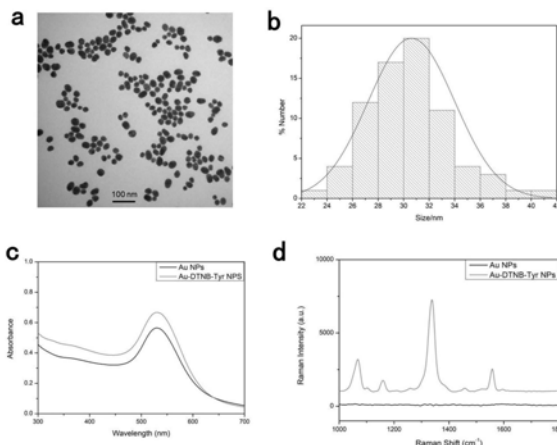 a
100 nm
b
% Number
20
15
10
5
0
22 24 26 28 30 32 34 36 38 40 42
Size/nm
c
Au NPs
Au-DTNB-Tyr NPS
Absorbance
1.0
0.8
0.6
0.4
0.2
0.0
300 400 500 600 700
Wavelength (nm)
d
Au NPs
Au-DTNB-Tyr NPs
Raman Intensity (a.u.)
10000
5000
0
1000 1200 1400 1600
Raman Shift (cm⁻¹)